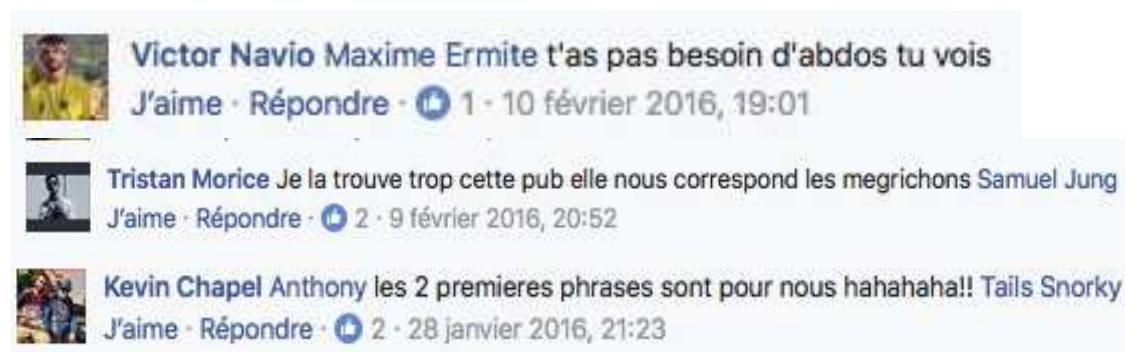 Victor Navio Maxime Ermite t'as pas besoin d'abdos tu vois
J'aime · Répondre · 1 · 10 février 2016, 19:01
Tristan Morice Je la trouve trop cette pub elle nous correspond les megrichons Samuel Jung
J'aime · Répondre · 2 · 9 février 2016, 20:52
Kevin Chapel Anthony les 2 premieres phrases sont pour nous hahahaha!! Tails Snorky
J'aime · Répondre · 2 · 28 janvier 2016, 21:23